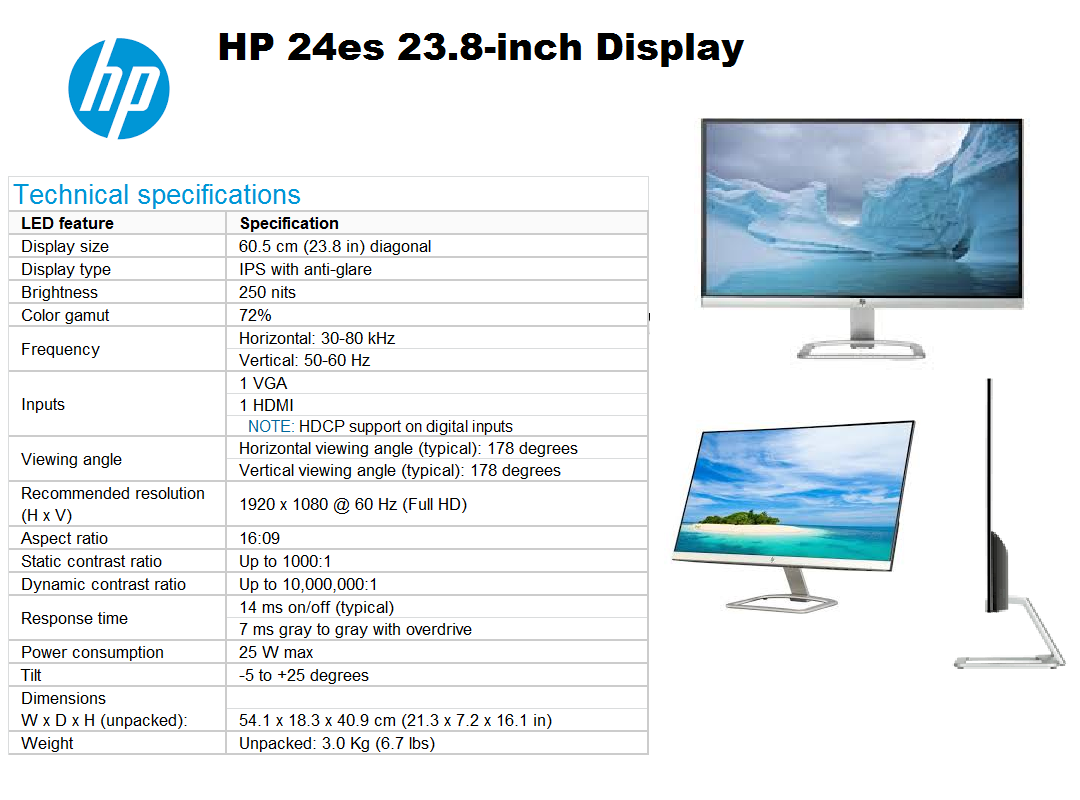 hp
HP 24es 23.8-inch Display
Technical specifications
LED feature Specification
Display size 60.5 cm (23.8 in) diagonal
Display type IPS with anti-glare
Brightness 250 nits
Color gamut 72%
Frequency
Horizontal: 30-80 kHz
Vertical: 50-60 Hz
Inputs
1 VGA
1 HDMI
NOTE: HDCP support on digital inputs
Viewing angle
Horizontal viewing angle (typical): 178 degrees
Vertical viewing angle (typical): 178 degrees
Recommended resolution
(H x V)
1920 x 1080 @ 60 Hz (Full HD)
Aspect ratio 16:09
Static contrast ratio Up to 1000:1
Dynamic contrast ratio Up to 10,000,000:1
Response time
14 ms on/off (typical)
7 ms gray to gray with overdrive
Power consumption 25 W max
Tilt -5 to +25 degrees
Dimensions
W x D x H (unpacked): 54.1 x 18.3 x 40.9 cm (21.3 x 7.2 x 16.1 in)
Weight Unpacked: 3.0 Kg (6.7 lbs)